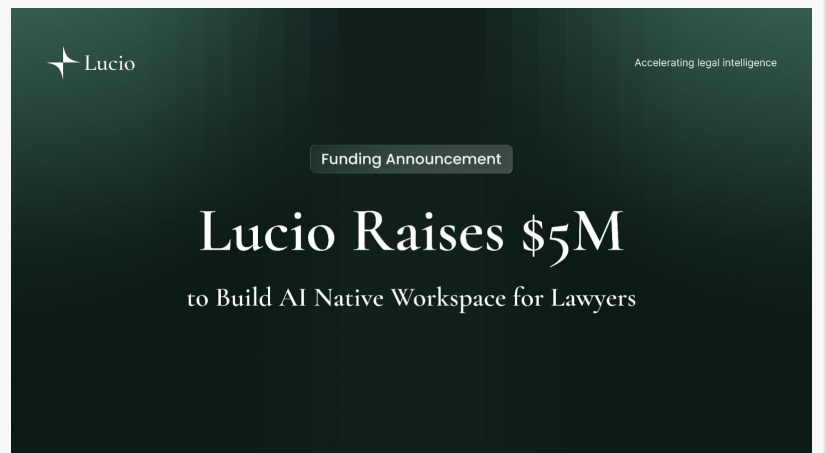 Lucio
Accelerating legal intelligence
Funding Announcement
Lucio Raises $5M
to Build AI Native Workspace for Lawyers